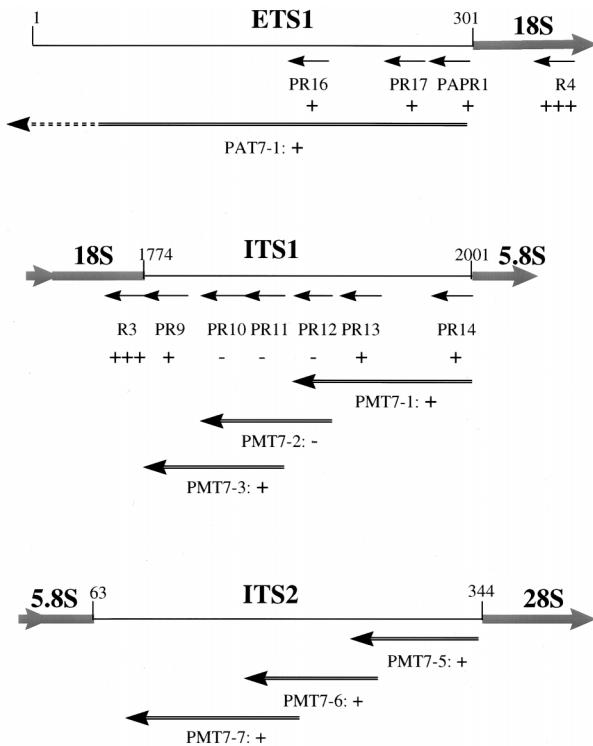 1 ETS1 301 18S
PR16 PR17 PAPR1 R4
+ + + +++
PAT7-1: +
18S 1774 ITS1 2001 5.8S
R3 PR9 PR10 PR11 PR12 PR13 PR14
+++ + - - - + +
PMT7-1: +
PMT7-2: -
PMT7-3: +
5.8S 63 ITS2 344 28S
PMT7-5: +
PMT7-6: +
PMT7-7: +